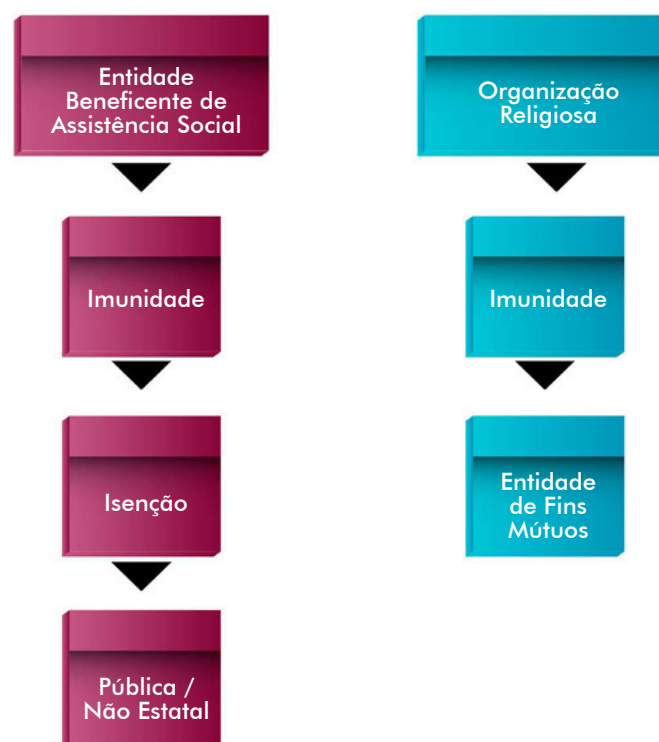 Entidade
Beneficente de
Assistência Social
Imunidade
Isenção
Pública /
Não Estatal
Organização
Religiosa
Imunidade
Entidade
de Fins
Mútuos